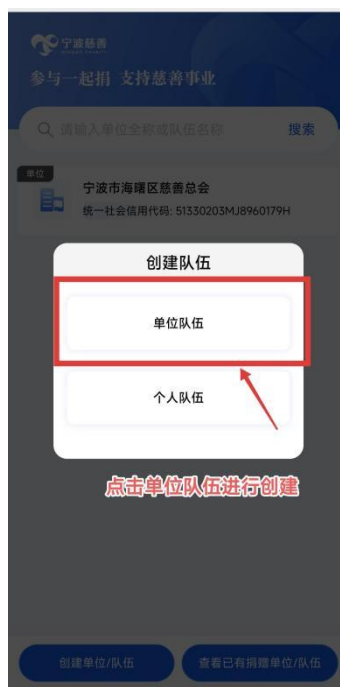 宁波慈善
参与一起捐 支持慈善事业
请输入单位全称或队伍名称
搜索
单位
宁波市海曙区慈善总会
统一社会信用代码: 51330203MJ8960179H
创建队伍
单位队伍
个人队伍
点击单位队伍进行创建
创建单位/队伍
查看已有捐赠单位/队伍